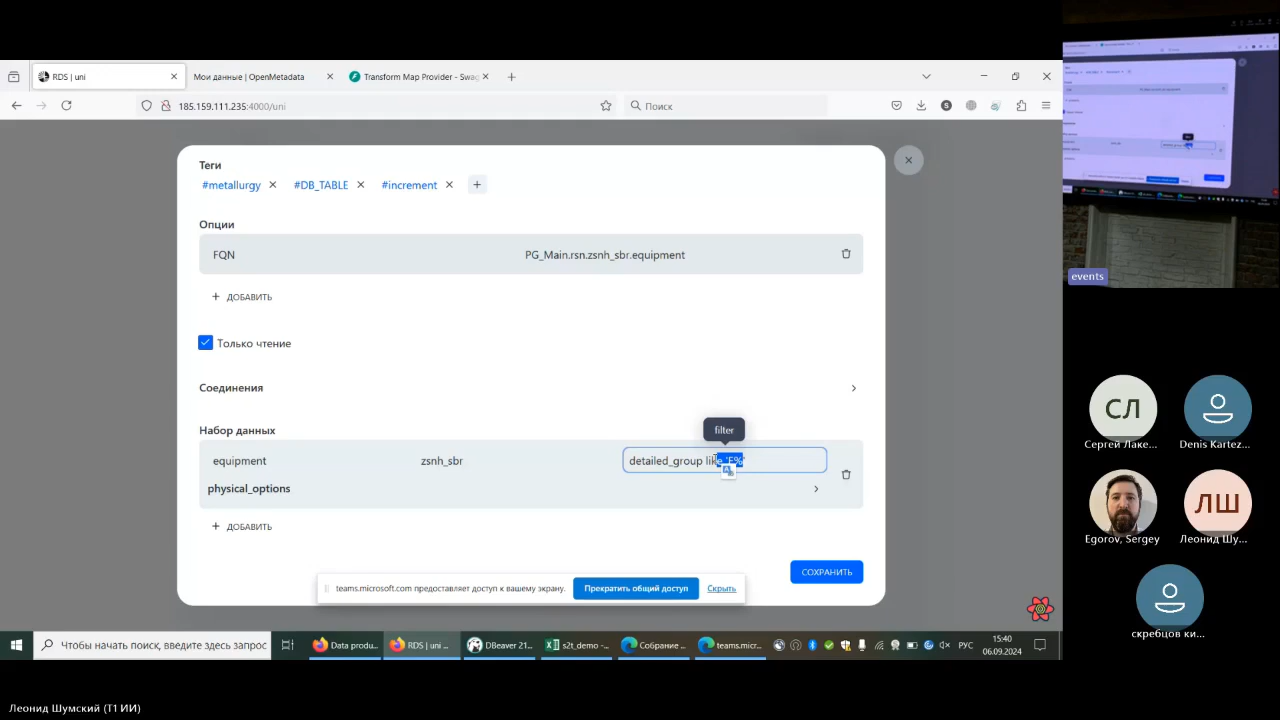 RDS | uni
Мои данные | OpenMetadata
Transform Map Provider - Swag
185.159.111.235:4000/uni
Поиск
Теги
#metallurgy
#DB_TABLE
#increment
Опции
FQN
PG_Main.rsn.zsnh_sbr.equipment
ДОБАВИТЬ
Только чтение
Соединения
Набор данных
filter
equipment
zsnh_sbr
detailed_group like 'F%'
physical_options
ДОБАВИТЬ
СОХРАНИТЬ
teams.microsoft.com предоставляет доступ к вашему экрану.
Прекратить общий доступ
Скрыть
Чтобы начать поиск, введите здесь запрос
Data produ...
RDS | uni ...
DBeaver 21...
s2t_demo -...
Собрание ...
teams.micr...
РУС
15:40
06.09.2024
events
СЛ
Сергей Лаке...
Denis Kartez...
Egorov, Sergey
ЛШ
Леонид Шу...
скребцов ки...
Леонид Шумский (Т1 ИИ)